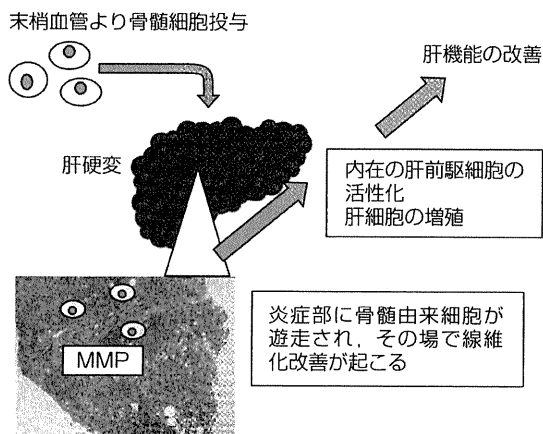 末梢血管より骨髄細胞投与
肝機能の改善
肝硬変
内在の肝前駆細胞の
活性化
肝細胞の増殖
炎症部に骨髄由来細胞が
遊走され，その場で線維
化改善が起こる
MMP